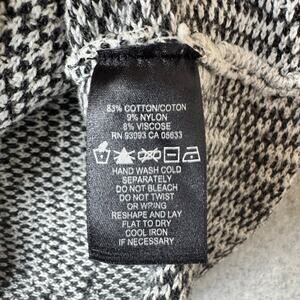 83% COTTON/COTON
9% NYLON
8% VISCOSE
RN 93093 CA 05633
HAND WASH COLD
SEPARATELY
DO NOT BLEACH
DO NOT TWIST
OR WRING
RESHAPE AND LAY
FLAT TO DRY
COOL IRON
IF NECESSARY